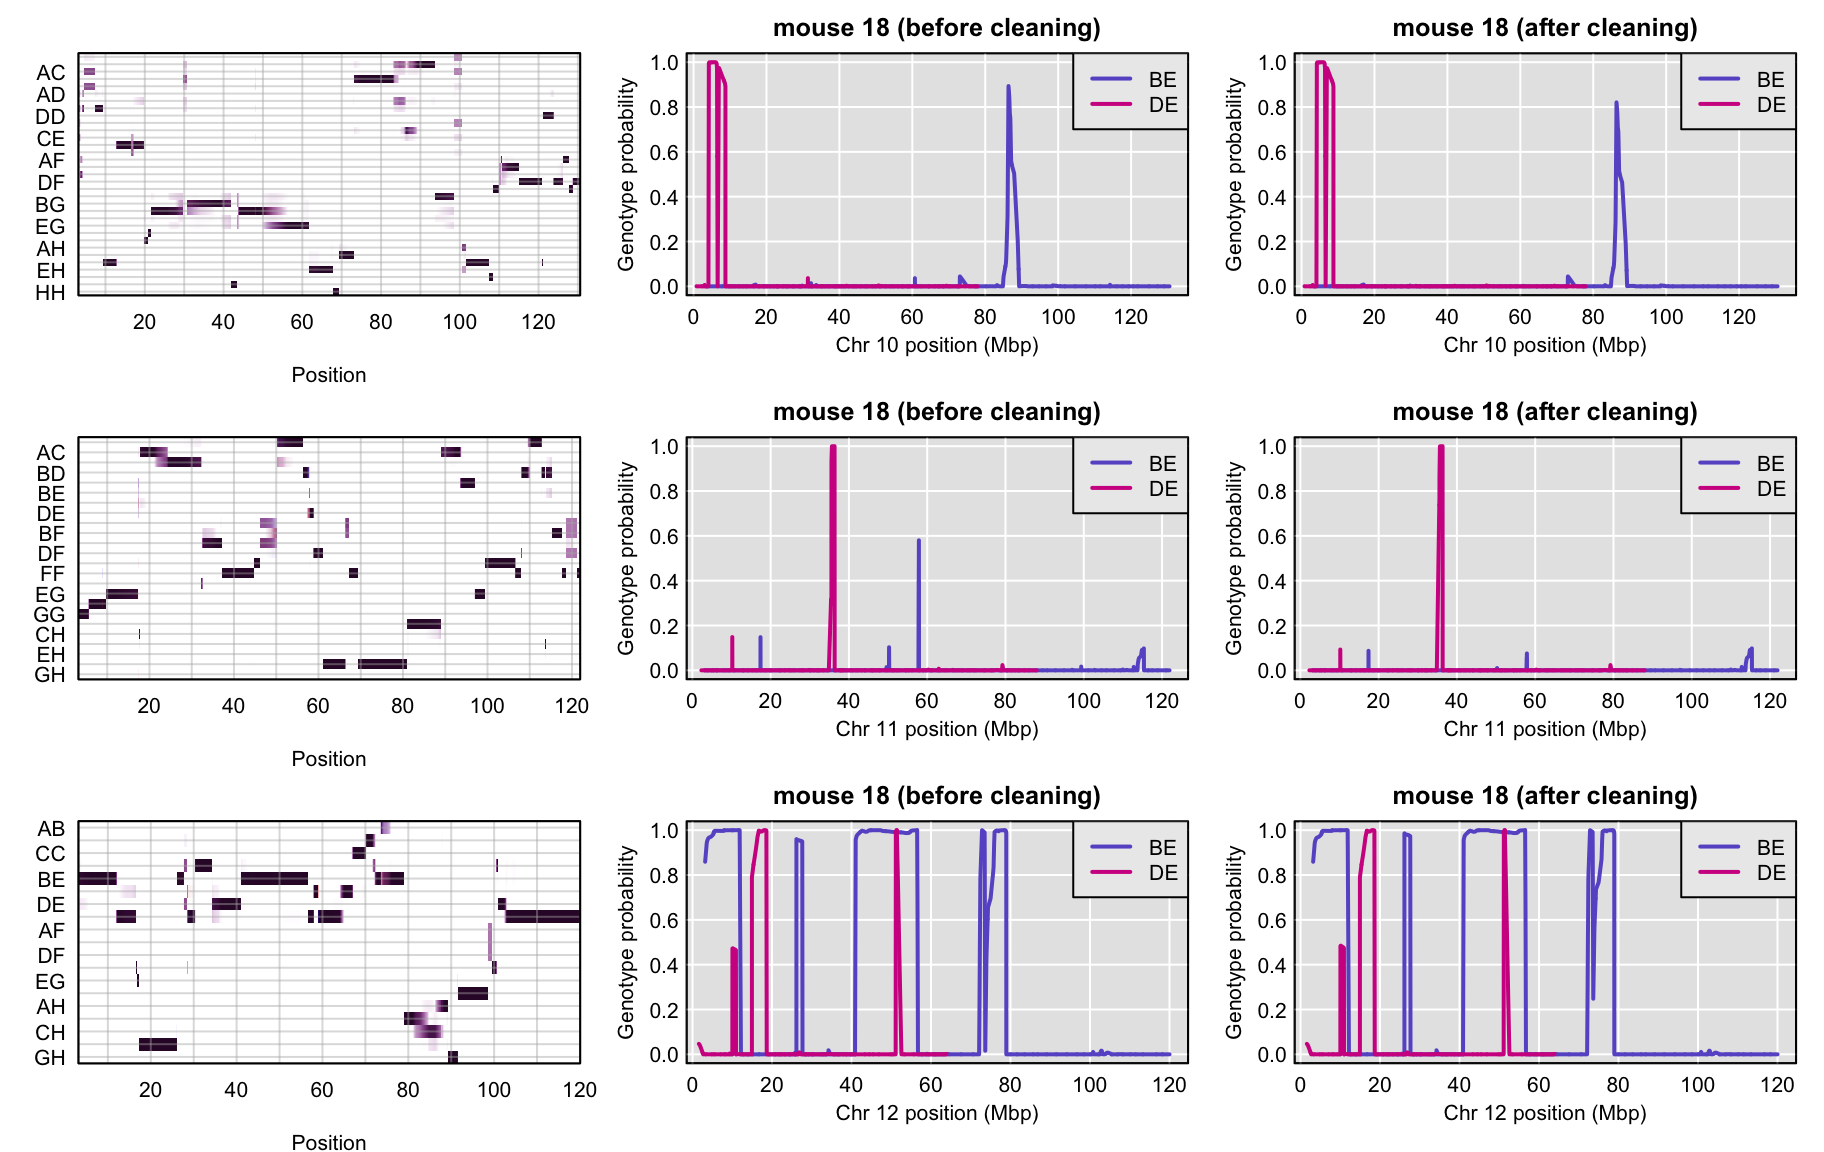 AC
AD
DD
CE
AF
DF
BG
EG
AH
EH
HH
20 40 60 80 100 120
Position
mouse 18 (before cleaning)
Genotype probability
1.0
0.8
0.6
0.4
0.2
0.0
BE
DE
0 20 40 60 80 100 120
Chr 10 position (Mbp)
mouse 18 (after cleaning)
Genotype probability
1.0
0.8
0.6
0.4
0.2
0.0
BE
DE
0 20 40 60 80 100 120
Chr 10 position (Mbp)
AC
BD
BE
DE
BF
DF
FF
EG
GG
CH
EH
GH
20 40 60 80 100 120
Position
mouse 18 (before cleaning)
Genotype probability
1.0
0.8
0.6
0.4
0.2
0.0
BE
DE
0 20 40 60 80 100 120
Chr 11 position (Mbp)
mouse 18 (after cleaning)
Genotype probability
1.0
0.8
0.6
0.4
0.2
0.0
BE
DE
0 20 40 60 80 100 120
Chr 11 position (Mbp)
AB
CC
BE
DE
AF
DF
EG
AH
CH
GH
20 40 60 80 100 120
Position
mouse 18 (before cleaning)
Genotype probability
1.0
0.8
0.6
0.4
0.2
0.0
BE
DE
0 20 40 60 80 100 120
Chr 12 position (Mbp)
mouse 18 (after cleaning)
Genotype probability
1.0
0.8
0.6
0.4
0.2
0.0
BE
DE
0 20 40 60 80 100 120
Chr 12 position (Mbp)